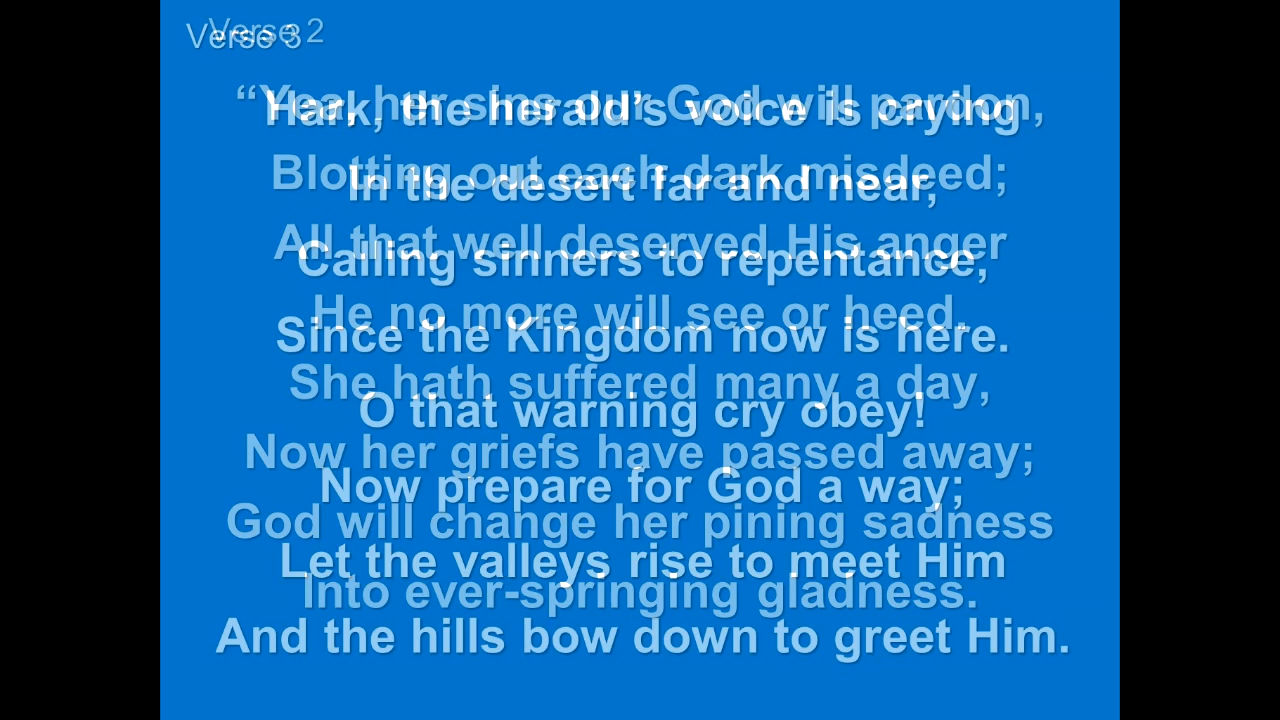 Verse 2
“Yea, her sins our God will pardon,
Blotting out each dark misdeed;
All that well deserved His anger
He no more will see or heed.
She hath suffered many a day,
Now her griefs have passed away;
God will change her pining sadness
Into ever-springing gladness.
Verse 3
Hark, the herald’s voice is crying
In the desert far and near,
Calling sinners to repentance,
Since the Kingdom now is here.
O that warning cry obey!
Now prepare for God a way;
Let the valleys rise to meet Him
And the hills bow down to greet Him.